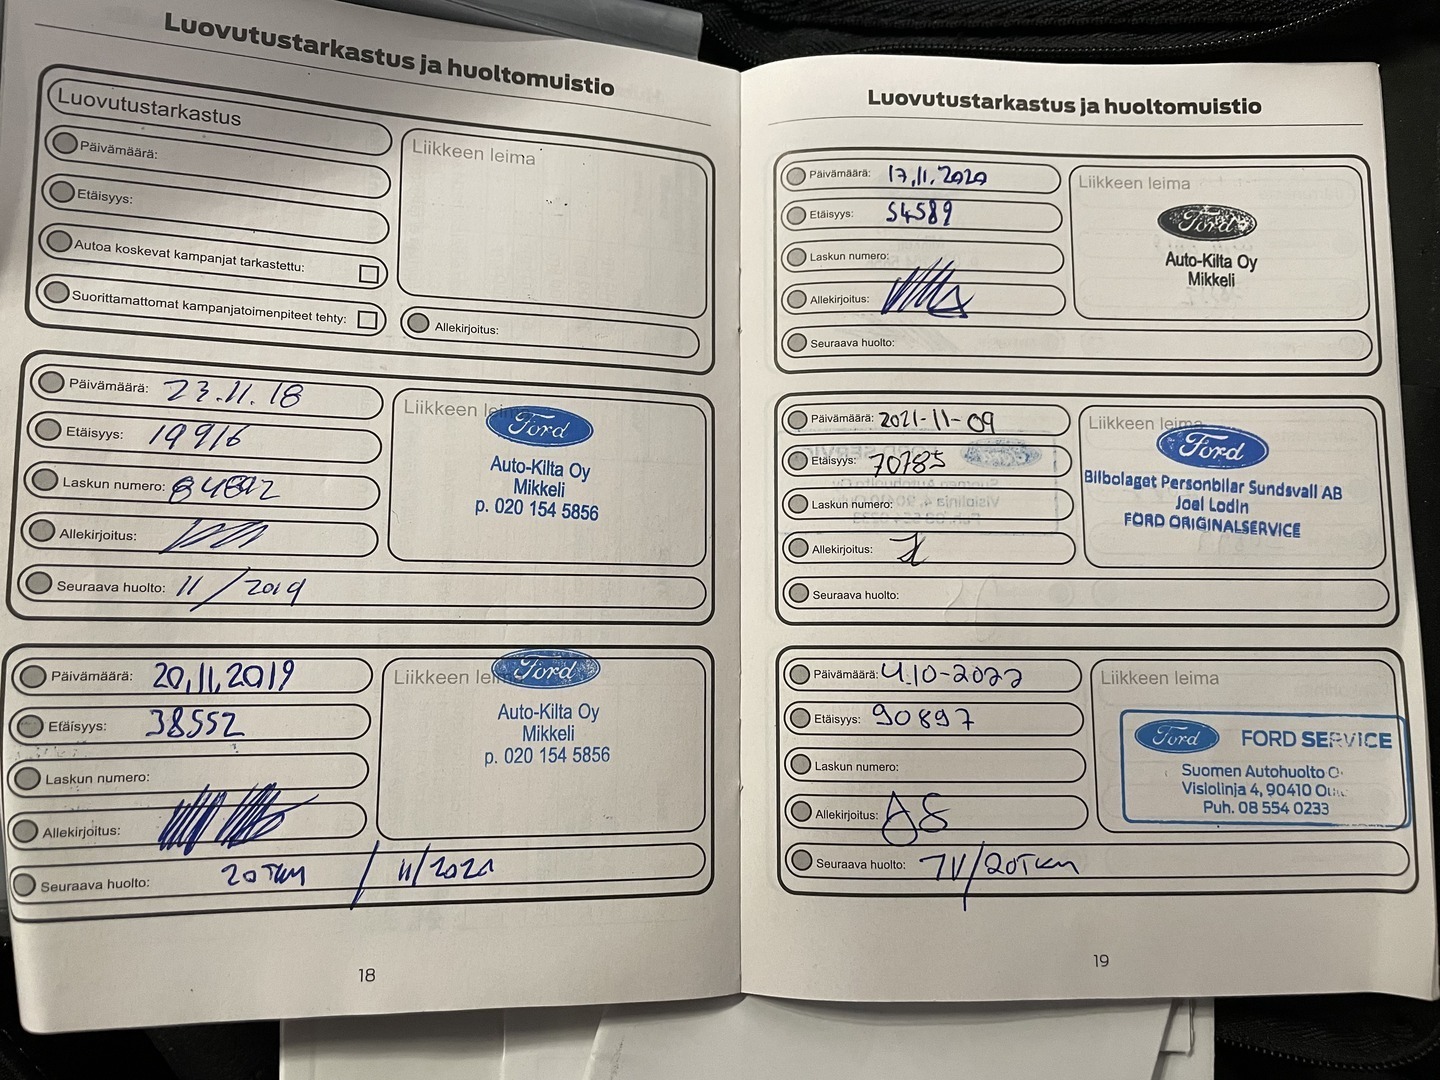 Luovutustarkastus ja huoltomuistio
Luovutustarkastus
Päivämäärä:
Etäisyys:
Autoa koskevat kampanjat tarkastettu:
Suorittamattomat kampanjatoimenpiteet tehty:
Liikkeen leima
Allekirjoitus:
Päivämäärä: 23.11.18
Etäisyys: 19916
Laskun numero:
Allekirjoitus:
Seuraava huolto: 11/2019
Liikkeen leima
Ford
Auto-Kilta Oy
Mikkeli
p. 020 154 5856
Päivämäärä: 20.11.2019
Etäisyys: 38552
Laskun numero:
Allekirjoitus:
Seuraava huolto: 20TKM / 11/2020
Liikkeen leima
Ford
Auto-Kilta Oy
Mikkeli
p. 020 154 5856
18
Luovutustarkastus ja huoltomuistio
Päivämäärä: 17.11.2020
Etäisyys: 54589
Laskun numero:
Allekirjoitus:
Seuraava huolto:
Liikkeen leima
Ford
Auto-Kilta Oy
Mikkeli
Päivämäärä: 2021-11-09
Etäisyys: 70785
Laskun numero:
Allekirjoitus:
Seuraava huolto:
Liikkeen leima
Ford
Bilbolaget Personbilar Sundsvall AB
Joel Lodin
FORD ORIGINALSERVICE
Päivämäärä: 4.10-2022
Etäisyys: 90897
Laskun numero:
Allekirjoitus:
Seuraava huolto: 1V/20TKM
Liikkeen leima
Ford FORD SERVICE
Suomen Autohuolto
Vislolinja 4, 90410
Puh. 08 554 0233
19